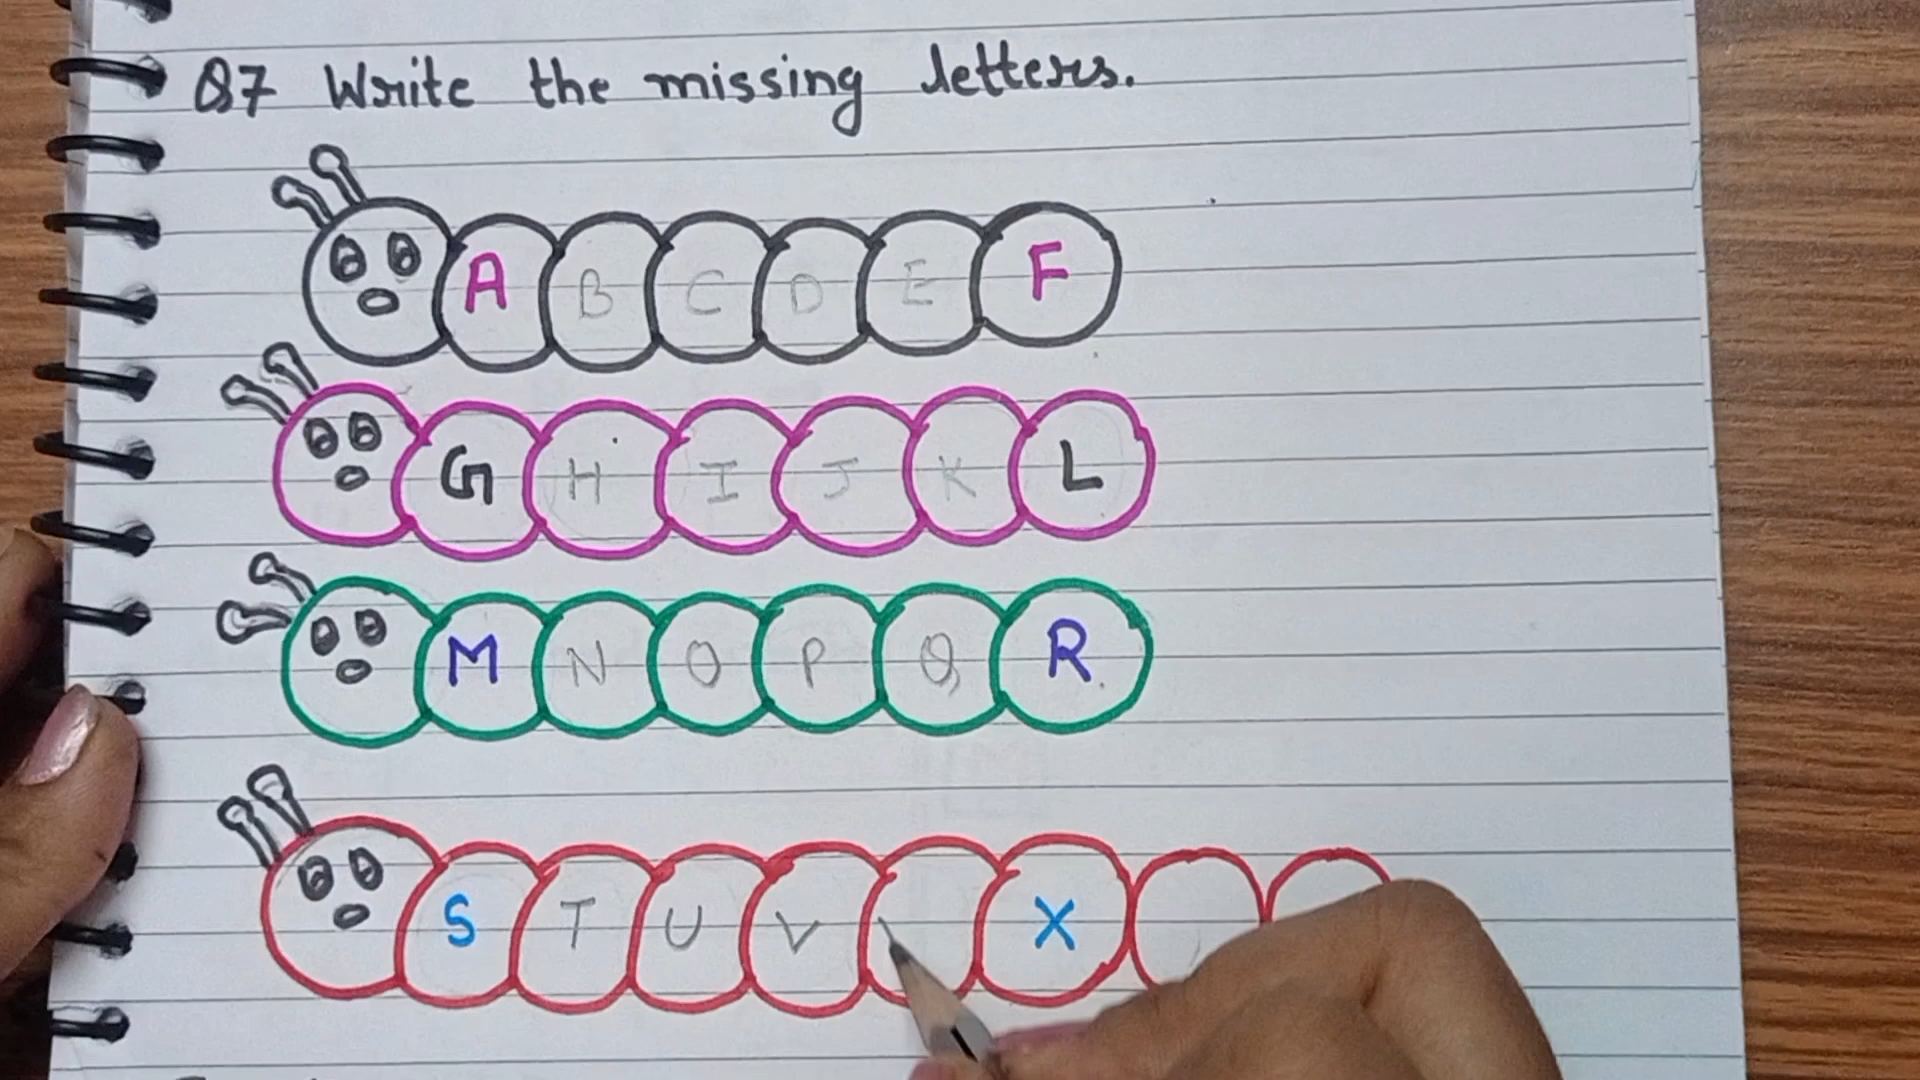 Q7 Write the missing letters.
A B C D E F
G H I J K L
M N O P Q R
S T U V X